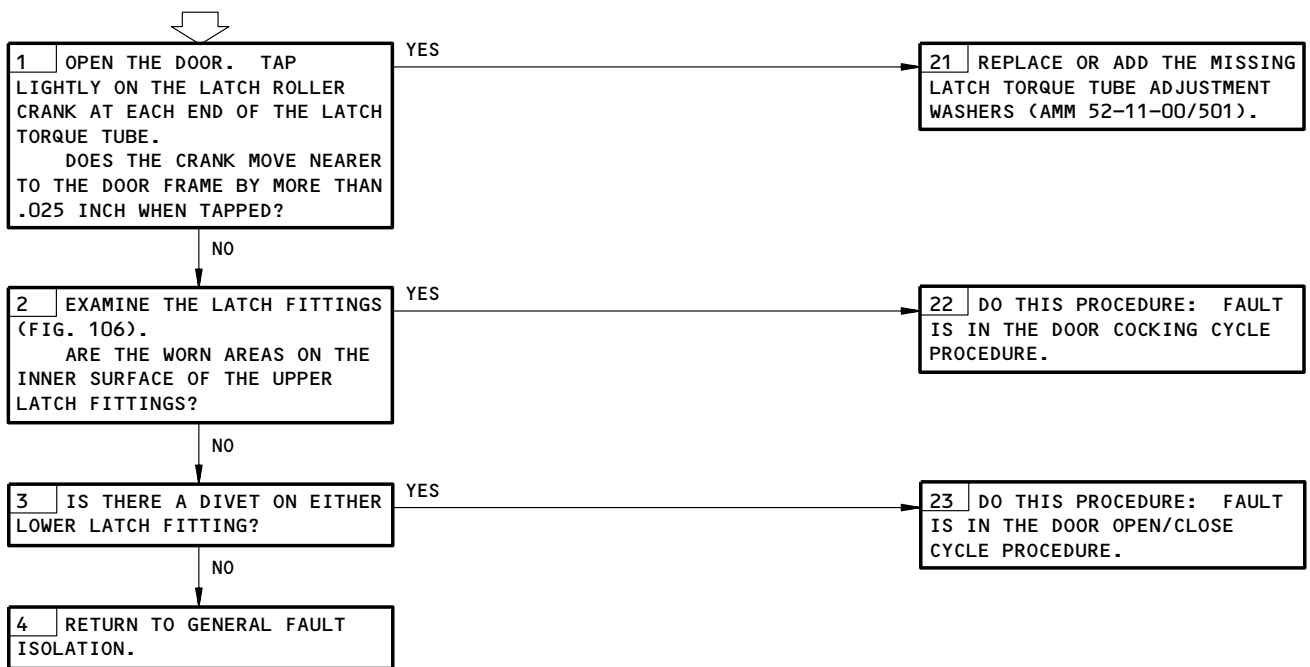 1 OPEN THE DOOR. TAP
LIGHTLY ON THE LATCH ROLLER
CRANK AT EACH END OF THE LATCH
TORQUE TUBE.
DOES THE CRANK MOVE NEARER
TO THE DOOR FRAME BY MORE THAN
.025 INCH WHEN TAPPED?
YES
21 REPLACE OR ADD THE MISSING
LATCH TORQUE TUBE ADJUSTMENT
WASHERS (AMM 52-11-00/501).
NO
2 EXAMINE THE LATCH FITTINGS
(FIG. 106).
ARE THE WORN AREAS ON THE
INNER SURFACE OF THE UPPER
LATCH FITTINGS?
YES
22 DO THIS PROCEDURE: FAULT
IS IN THE DOOR COCKING CYCLE
PROCEDURE.
NO
3 IS THERE A DIVET ON EITHER
LOWER LATCH FITTING?
YES
23 DO THIS PROCEDURE: FAULT
IS IN THE DOOR OPEN/CLOSE
CYCLE PROCEDURE.
NO
4 RETURN TO GENERAL FAULT
ISOLATION.